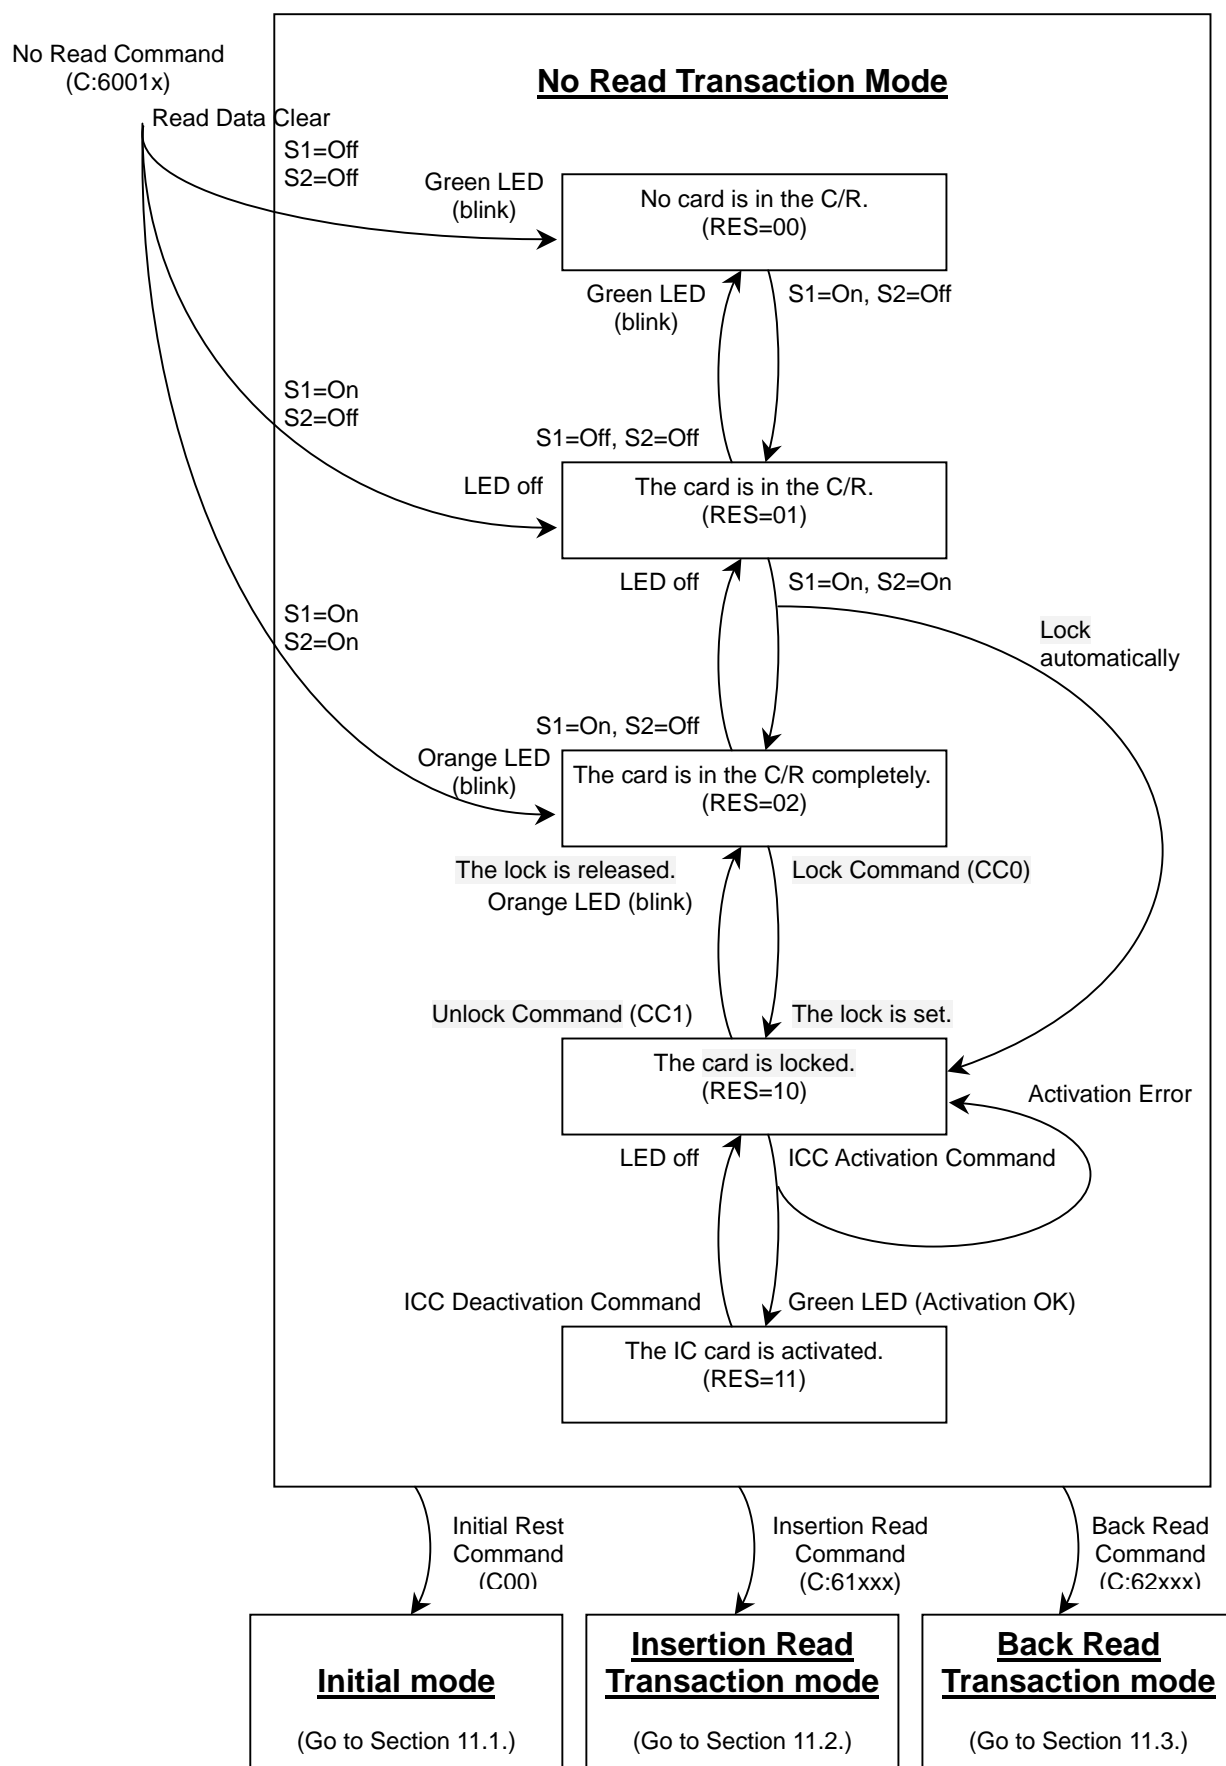 No Read Command
(C:6001x)
No Read Transaction Mode
Read Data Clear
S1=Off
S2=Off
Green LED
(blink)
No card is in the C/R.
(RES=00)
Green LED
(blink)
S1=On, S2=Off
S1=On
S2=Off
S1=Off, S2=Off
LED off
The card is in the C/R.
(RES=01)
LED off
S1=On, S2=On
S1=On
S2=On
Lock
automatically
S1=On, S2=Off
Orange LED
(blink)
The card is in the C/R completely.
(RES=02)
The lock is released.
Orange LED (blink)
Lock Command (CC0)
Unlock Command (CC1)
The lock is set.
The card is locked.
(RES=10)
Activation Error
LED off
ICC Activation Command
ICC Deactivation Command
Green LED (Activation OK)
The IC card is activated.
(RES=11)
Initial Rest
Command
(C00)
Insertion Read
Command
(C:61xxx)
Back Read
Command
(C:62xxx)
Initial mode
(Go to Section 11.1.)
Insertion Read
Transaction mode
(Go to Section 11.2.)
Back Read
Transaction mode
(Go to Section 11.3.)